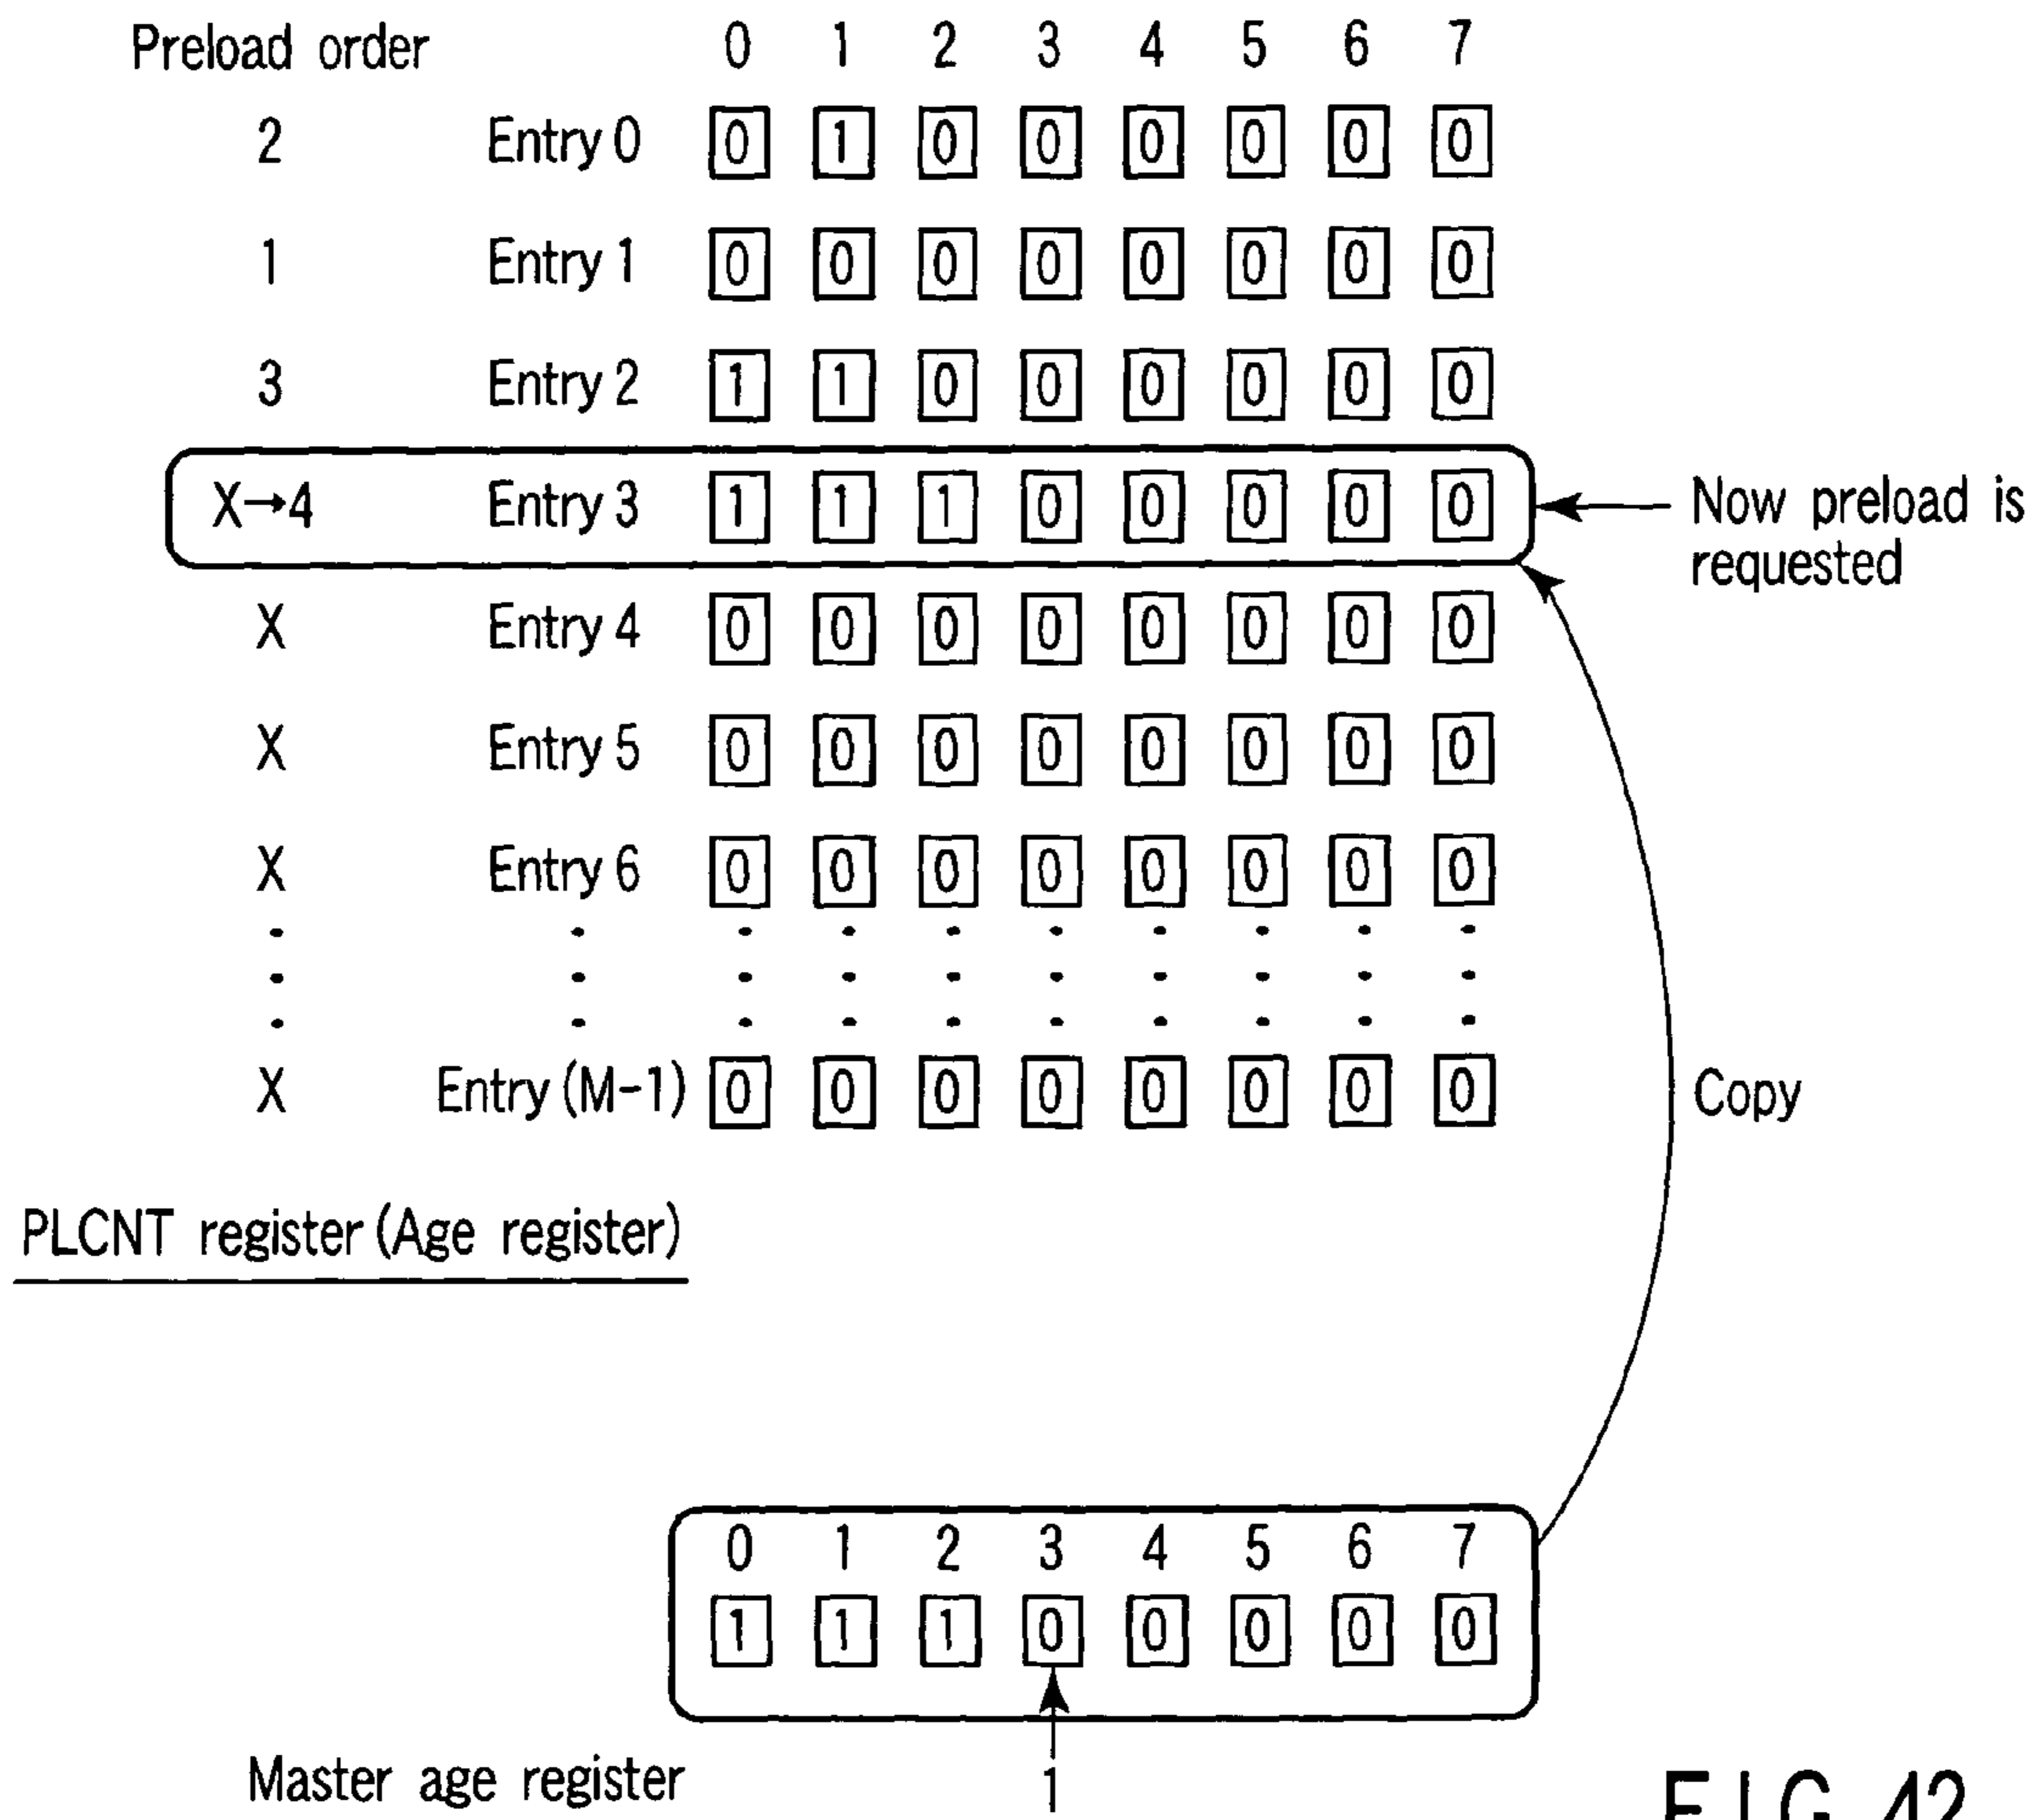 Preload order 0 1 2 3 4 5 6 7
2 Entry 0 0 1 0 0 0 0 0 0
1 Entry 1 0 0 0 0 0 0 0 0
3 Entry 2 1 1 0 0 0 0 0 0
X→4 Entry 3 1 1 1 0 0 0 0 0 Now preload is
requested
X Entry 4 0 0 0 0 0 0 0 0
X Entry 5 0 0 0 0 0 0 0 0
X Entry 6 0 0 0 0 0 0 0 0
X Entry (M-1) 0 0 0 0 0 0 0 0 Copy
PLCNT register (Age register)
0 1 2 3 4 5 6 7
1 1 1 0 0 0 0 0
Master age register 1
FIG. 42